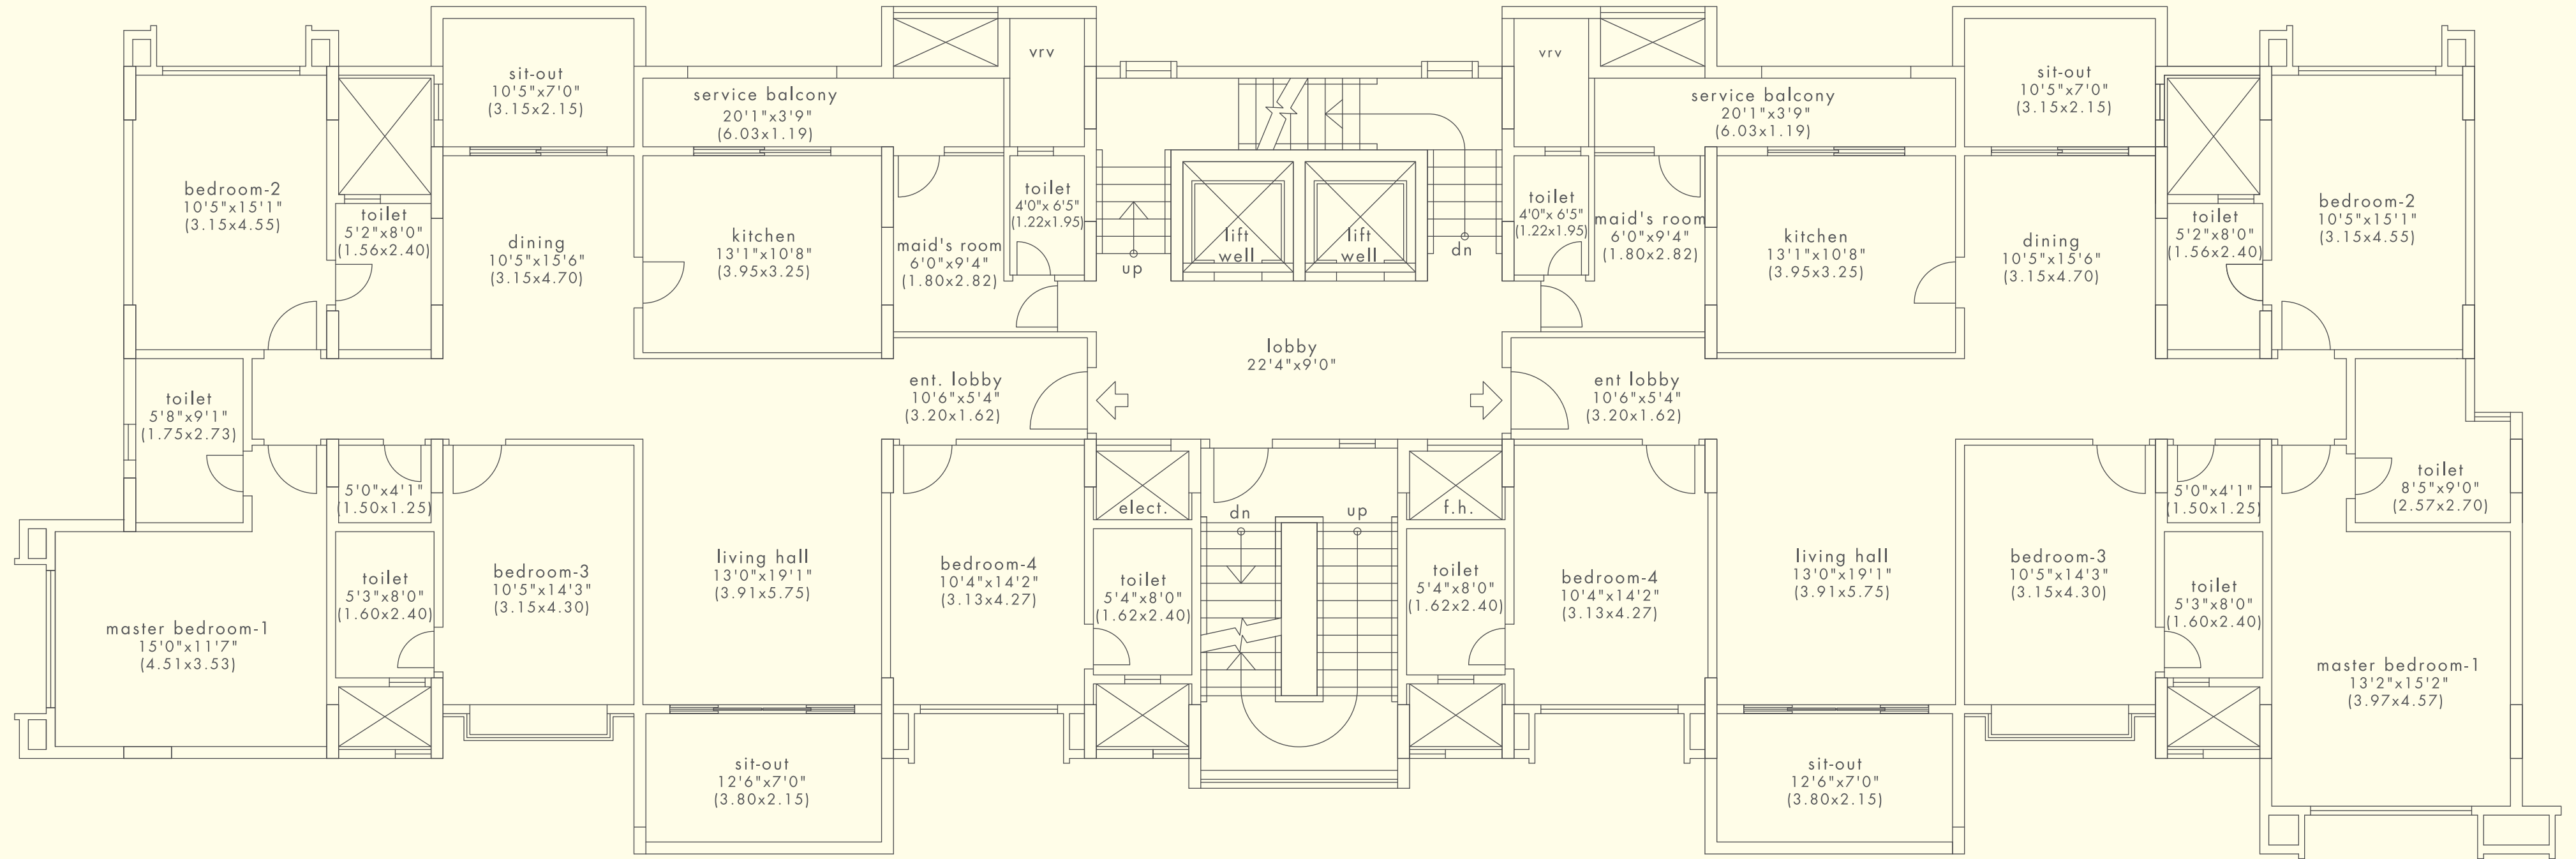 vrv
vrv
sit-out
10'5"x7'0"
(3.15x2.15)
service balcony
20'1"x3'9"
(6.03x1.19)
service balcony
20'1"x3'9"
(6.03x1.19)
sit-out
10'5"x7'0"
(3.15x2.15)
bedroom-2
10'5"x15'1"
(3.15x4.55)
toilet
5'2"x8'0"
(1.56x2.40)
dining
10'5"x15'6"
(3.15x4.70)
kitchen
13'1"x10'8"
(3.95x3.25)
maid's room
6'0"x9'4"
(1.80x2.82)
toilet
4'0"x 6'5"
(1.22x1.95)
up
lift
well
lift
well
dn
toilet
4'0"x 6'5"
(1.22x1.95)
maid's room
6'0"x9'4"
(1.80x2.82)
kitchen
13'1"x10'8"
(3.95x3.25)
dining
10'5"x15'6"
(3.15x4.70)
toilet
5'2"x8'0"
(1.56x2.40)
bedroom-2
10'5"x15'1"
(3.15x4.55)
toilet
5'8"x9'1"
(1.75x2.73)
ent. lobby
10'6"x5'4"
(3.20x1.62)
lobby
22'4"x9'0"
ent lobby
10'6"x5'4"
(3.20x1.62)
toilet
8'5"x9'0"
(2.57x2.70)
5'0"x4'1"
(1.50x1.25)
elect.
dn
up
f.h.
5'0"x4'1"
(1.50x1.25)
master bedroom-1
15'0"x11'7"
(4.51x3.53)
toilet
5'3"x8'0"
(1.60x2.40)
bedroom-3
10'5"x14'3"
(3.15x4.30)
living hall
13'0"x19'1"
(3.91x5.75)
bedroom-4
10'4"x14'2"
(3.13x4.27)
toilet
5'4"x8'0"
(1.62x2.40)
toilet
5'4"x8'0"
(1.62x2.40)
bedroom-4
10'4"x14'2"
(3.13x4.27)
living hall
13'0"x19'1"
(3.91x5.75)
bedroom-3
10'5"x14'3"
(3.15x4.30)
toilet
5'3"x8'0"
(1.60x2.40)
master bedroom-1
13'2"x15'2"
(3.97x4.57)
sit-out
12'6"x7'0"
(3.80x2.15)
sit-out
12'6"x7'0"
(3.80x2.15)